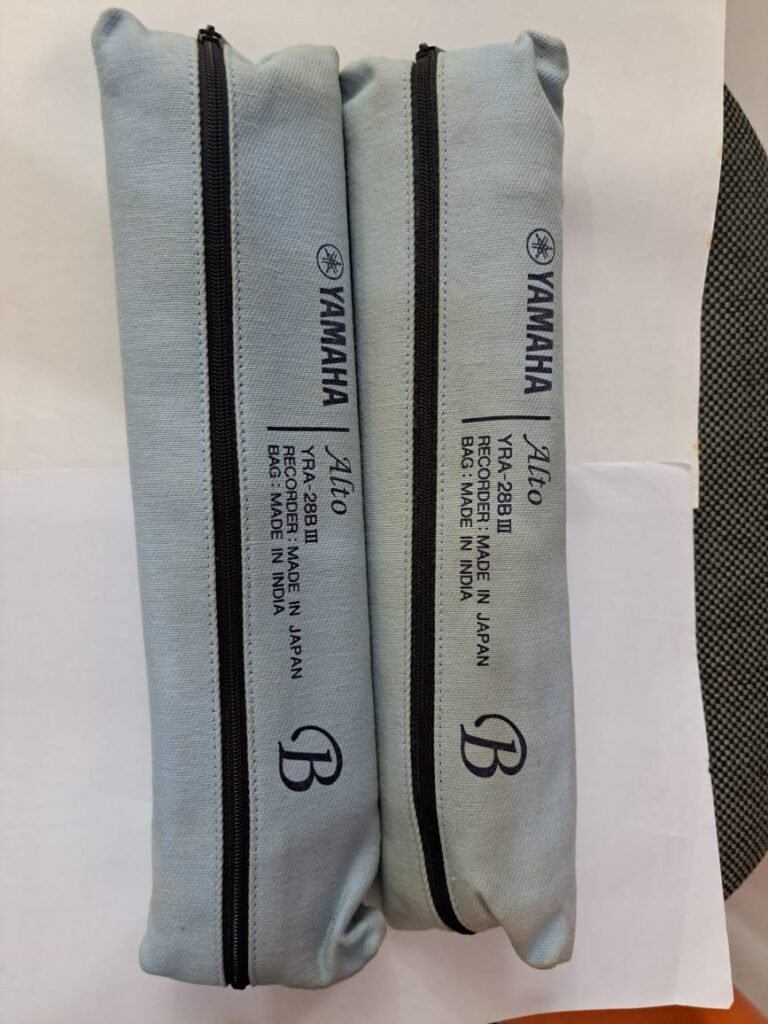 YAMAHA
Alto
YRA-28BⅢ
RECORDER : MADE IN JAPAN
BAG : MADE IN INDIA
B
YAMAHA
Alto
YRA-28BⅢ
RECORDER : MADE IN JAPAN
BAG : MADE IN INDIA
B